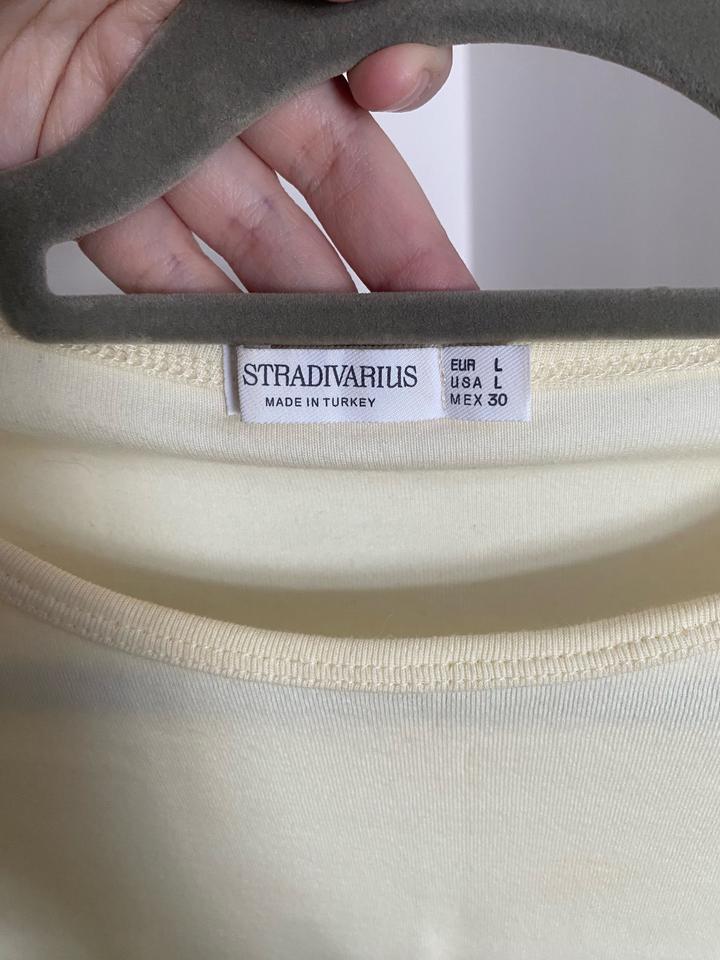 STRADIVARIUS
MADE IN TURKEY
EUR L
USA L
MEX 30